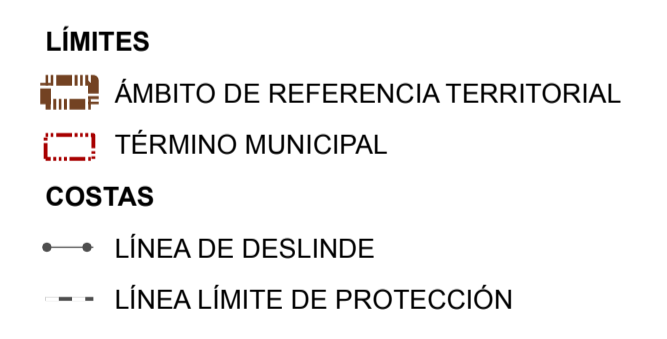 LÍMITES
ÁMBITO DE REFERENCIA TERRITORIAL
TÉRMINO MUNICIPAL
COSTAS
LÍNEA DE DESLINDE
LÍNEA LÍMITE DE PROTECCIÓN